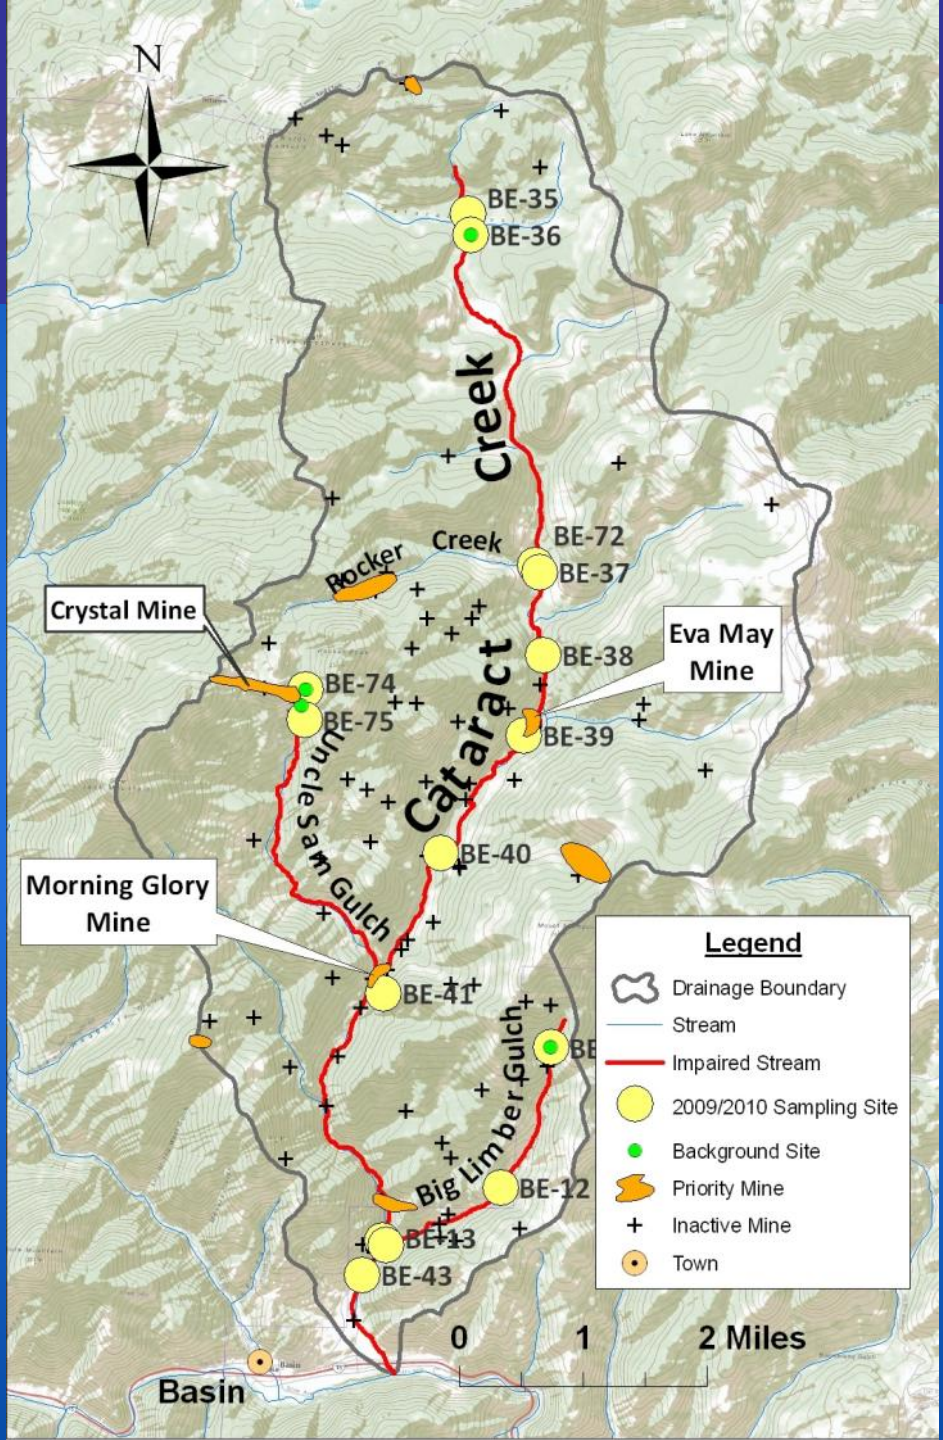 N
BE-35
BE-36
Creek
BE-72
Creek
Rocker
BE-37
Crystal Mine
Eva May
Mine
BE-38
BE-74
BE-75
Cataract
BE-39
Uncle Sam Gulch
BE-40
Morning Glory
Mine
BE-41
Big Limber Gulch
BE
BE-12
BE-13
BE-43
Legend
Drainage Boundary
Stream
Impaired Stream
2009/2010 Sampling Site
Background Site
Priority Mine
Inactive Mine
Town
0 1 2 Miles
Basin
Basin